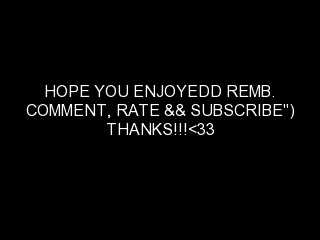 HOPE YOU ENJOYEDD REMB.
COMMENT, RATE && SUBSCRIBE")
THANKS!!!<33